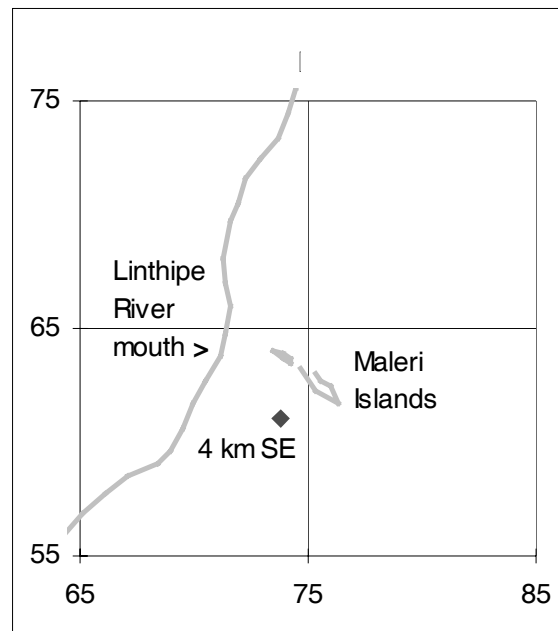 75
Linthipe
River
65
mouth >
Maleri
Islands
4 km SE
55
65 75 85